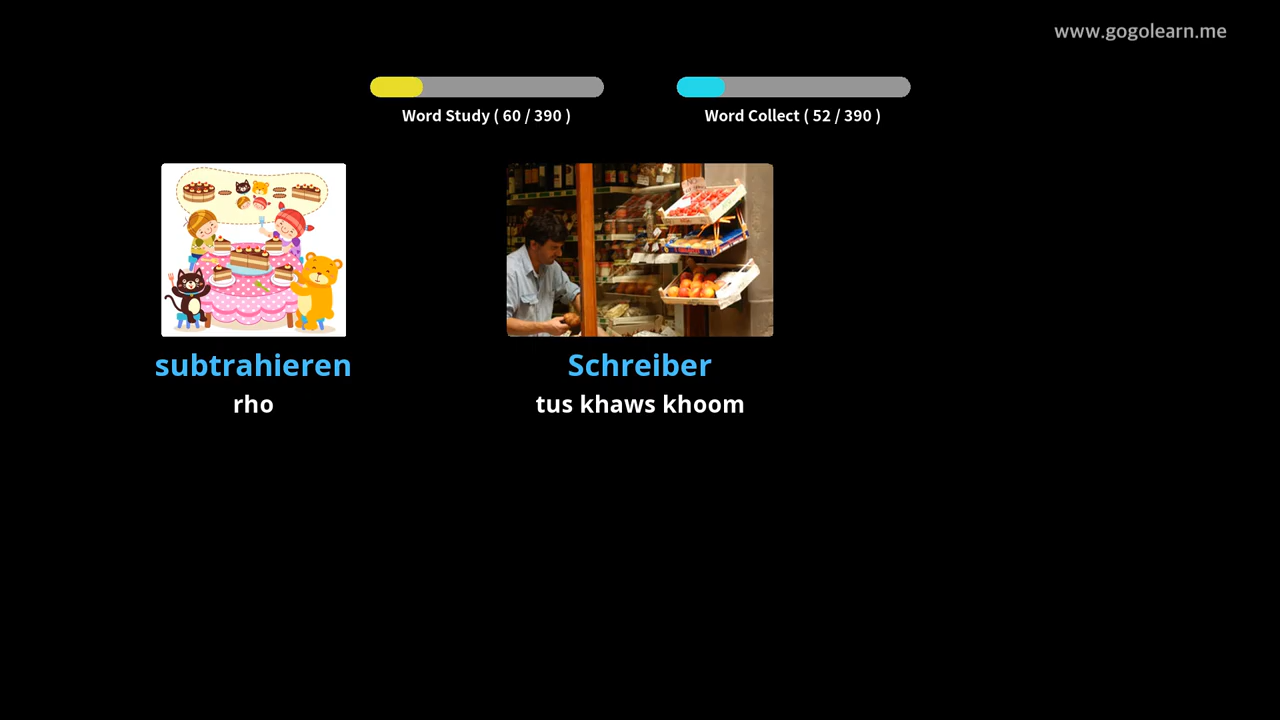 www.gogolearn.me
Word Study ( 60 / 390 )
Word Collect ( 52 / 390 )
subtrahieren
rho
Schreiber
tus khaws khoom